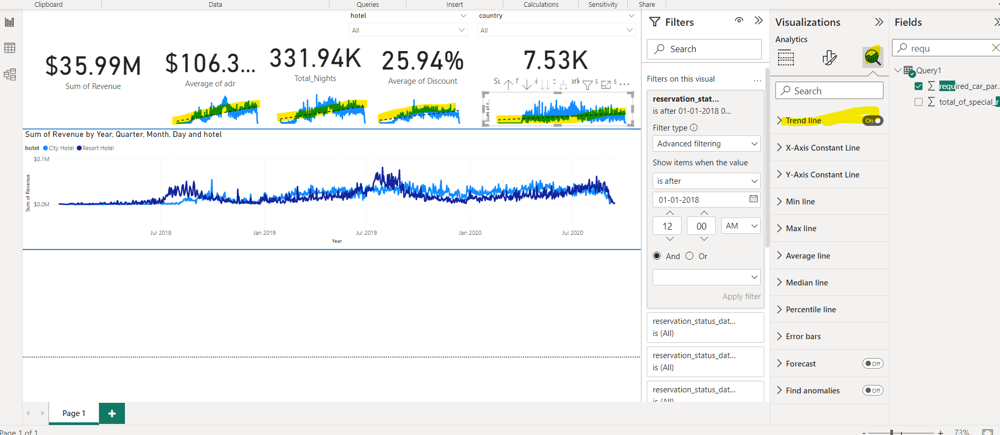 Clipboard
Data
Queries
Insert
Calculations
Sensitivity
Share
hotel
All
country
All
$35.99M
Sum of Revenue
$106.3...
Average of adr
331.94K
Total_Nights
25.94%
Average of Discount
7.53K
Sum of r...
Sum of Revenue by Year, Quarter, Month, Day and hotel
hotel City Hotel Resort Hotel
$0.1M
$0.0M
Sum of Revenue
Jul 2018
Jan 2019
Jul 2019
Jan 2020
Jul 2020
Year
Page 1
Page 1 of 1
Filters
Search
Filters on this visual
...
reservation_stat...
is after 01-01-2018 0...
Filter type
Advanced filtering
Show items when the value
is after
01-01-2018
12
00
AM
And
Or
Apply filter
reservation_status_dat...
is (All)
reservation_status_dat...
is (All)
reservation_status_dat...
is (All)
Visualizations
Analytics
Search
Trend line
On
X-Axis Constant Line
Y-Axis Constant Line
Min line
Max line
Average line
Median line
Percentile line
Error bars
Forecast
Off
Find anomalies
Off
Fields
requ
Query1
required_car_par...
total_of_special_r
- + 73%